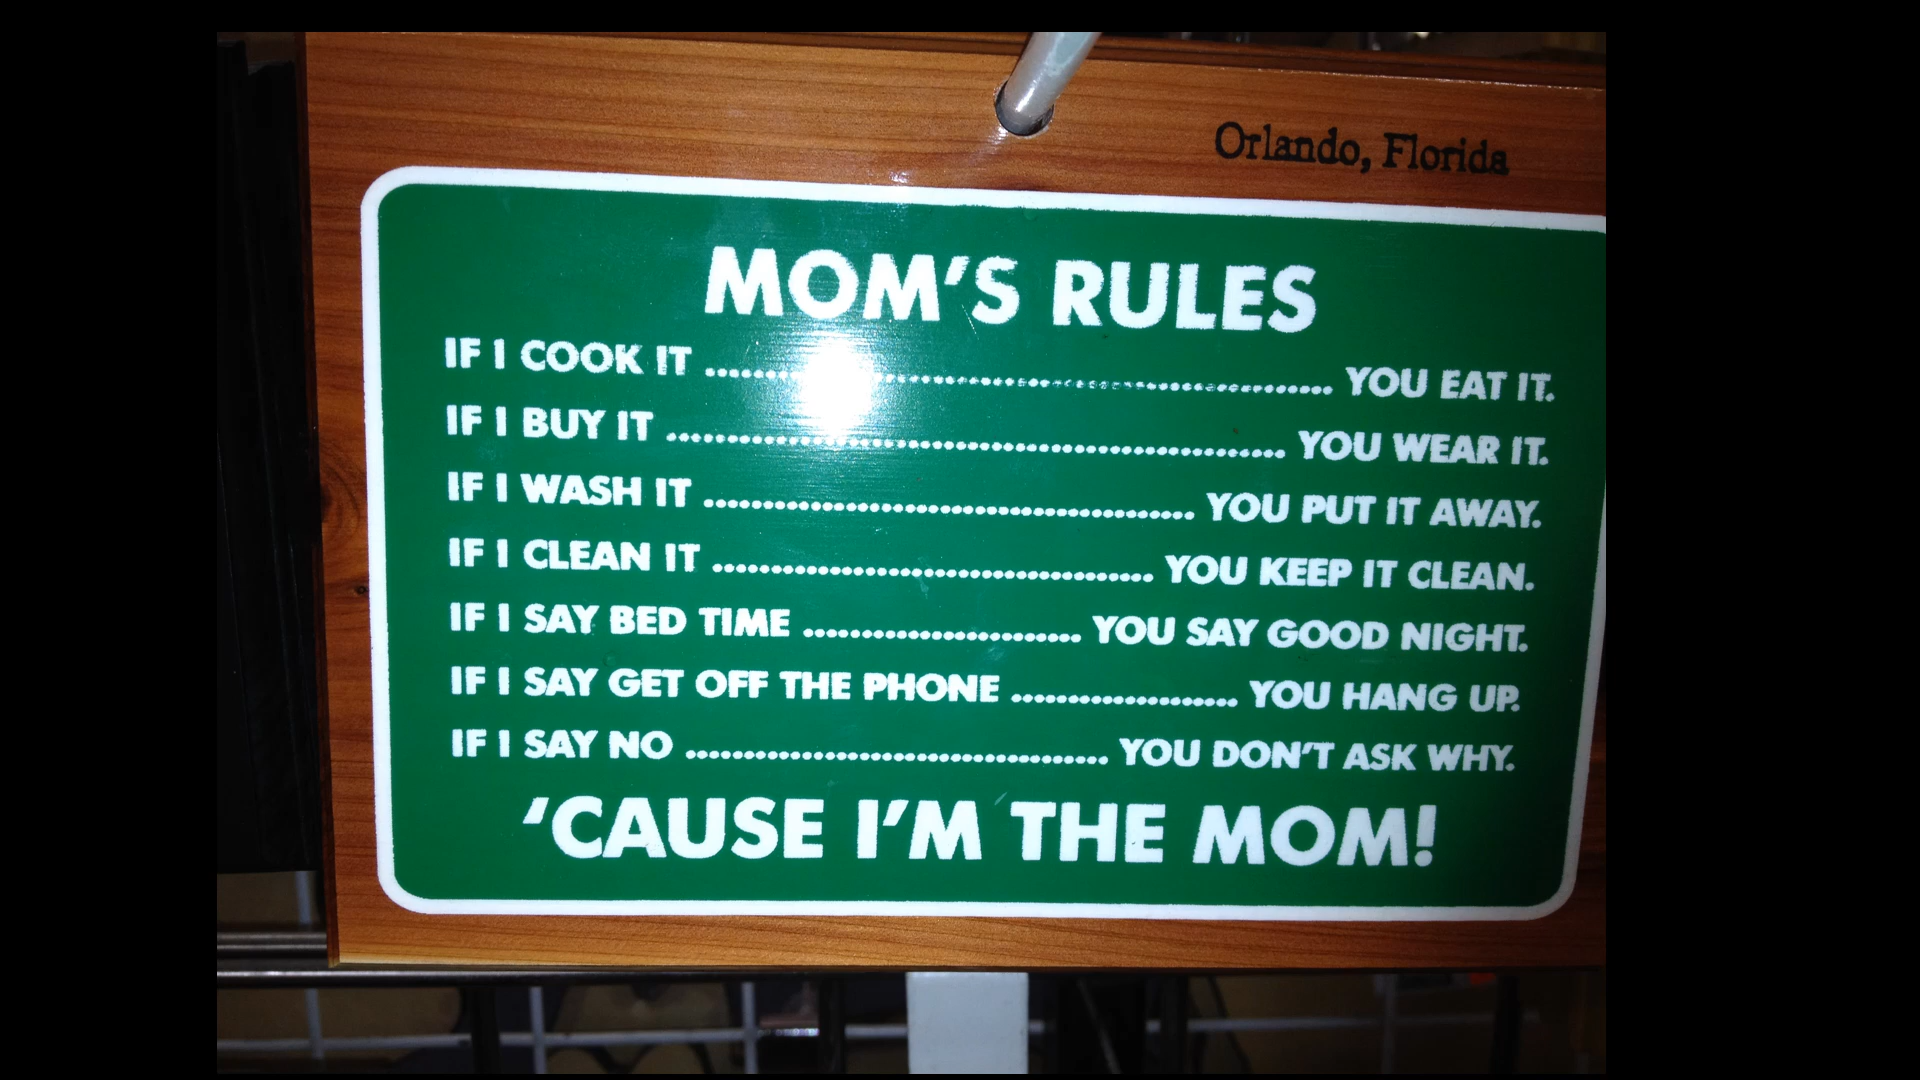 Orlando, Florida
MOM'S RULES
IF I COOK IT ........................................................ YOU EAT IT.
IF I BUY IT ........................................................ YOU WEAR IT.
IF I WASH IT ............................................ YOU PUT IT AWAY.
IF I CLEAN IT ........................................ YOU KEEP IT CLEAN.
IF I SAY BED TIME ......................... YOU SAY GOOD NIGHT.
IF I SAY GET OFF THE PHONE .................... YOU HANG UP.
IF I SAY NO ...................................... YOU DON'T ASK WHY.
'CAUSE I'M THE MOM!